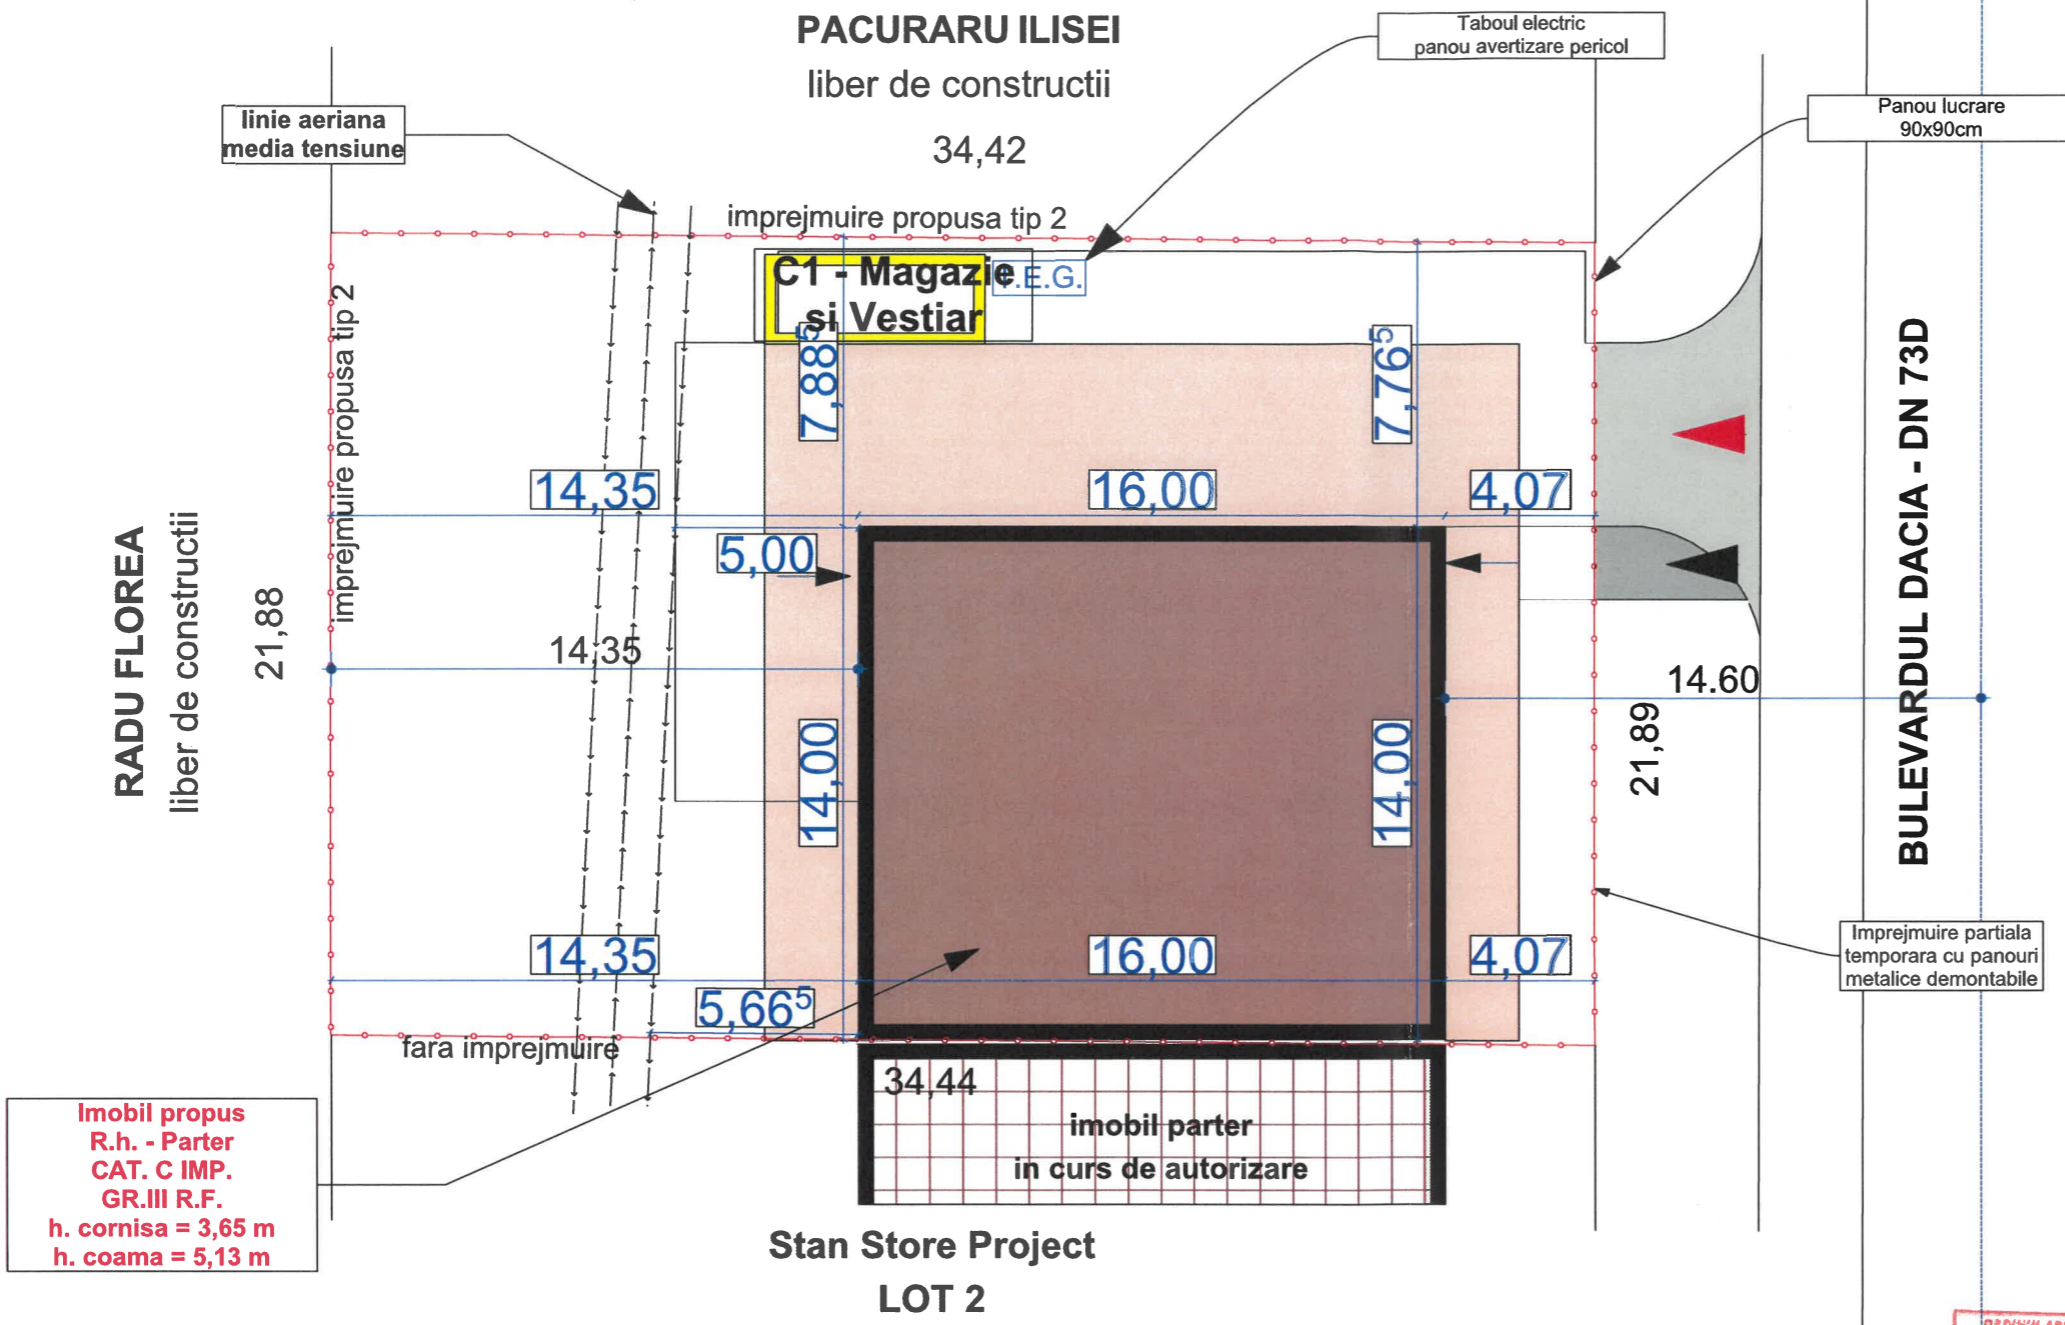 PACURARU ILISEI
liber de constructii
34,42
Taboul electric
panou avertizare pericol
Panou lucrare
90x90cm
linie aeriana
media tensiune
imprejmuire propusa tip 2
C1 - Magazie
si Vestiar
.E.G.
imprejmuire propusa tip 2
7,88⁵
7,76⁵
14,35
16,00
4,07
5,00
RADU FLOREA
liber de constructii
21,88
14,35
14.60
BULEVARDUL DACIA - DN 73D
21,89
14,00
14,00
14,35
16,00
4,07
5,66⁵
Imprejmuire partiala
temporara cu panouri
metalice demontabile
fara imprejmuire
34,44
imobil parter
in curs de autorizare
Imobil propus
R.h. - Parter
CAT. C IMP.
GR.III R.F.
h. cornisa = 3,65 m
h. coama = 5,13 m
Stan Store Project
LOT 2